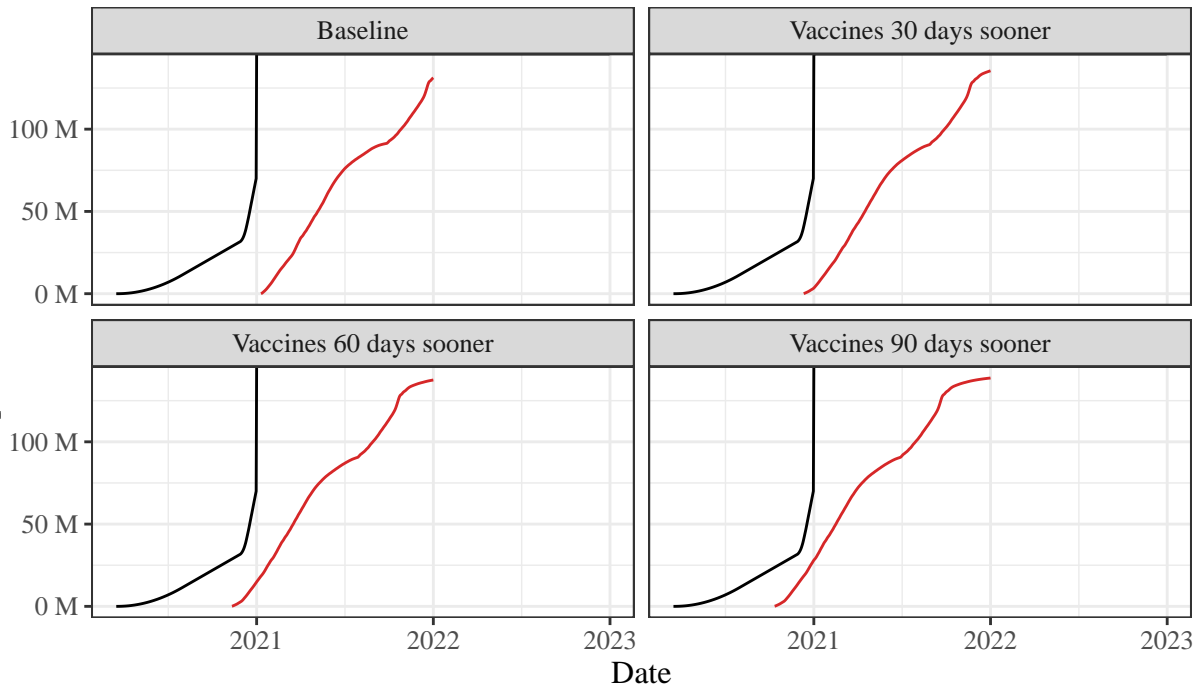 Baseline
Vaccines 30 days sooner
100 M
50 M
0 M
Vaccines 60 days sooner
Vaccines 90 days sooner
100 M
50 M
0 M
2021
2022
2023
2021
2022
2023
Date